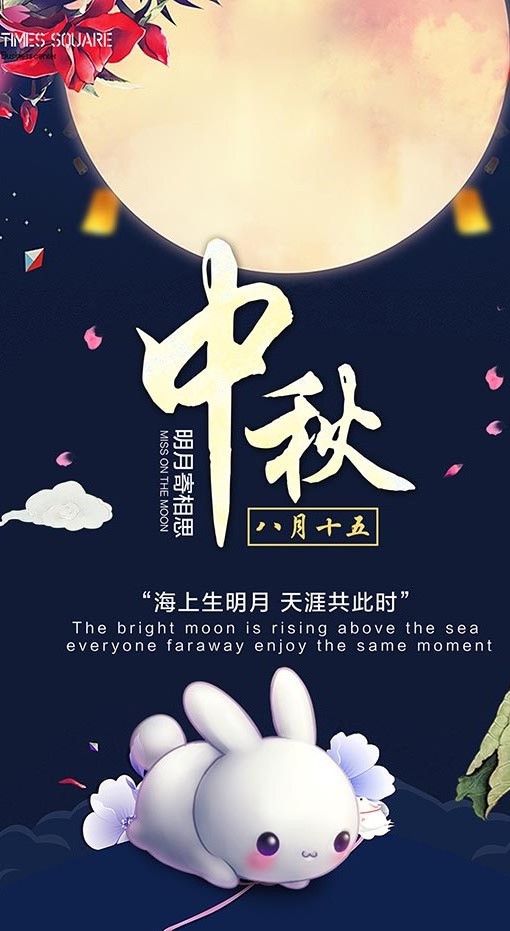 TIMES SQUARE
Business center
中秋
明月寄相思
MISS ON THE MOON
八月十五
“海上生明月 天涯共此时”
The bright moon is rising above the sea
everyone faraway enjoy the same moment